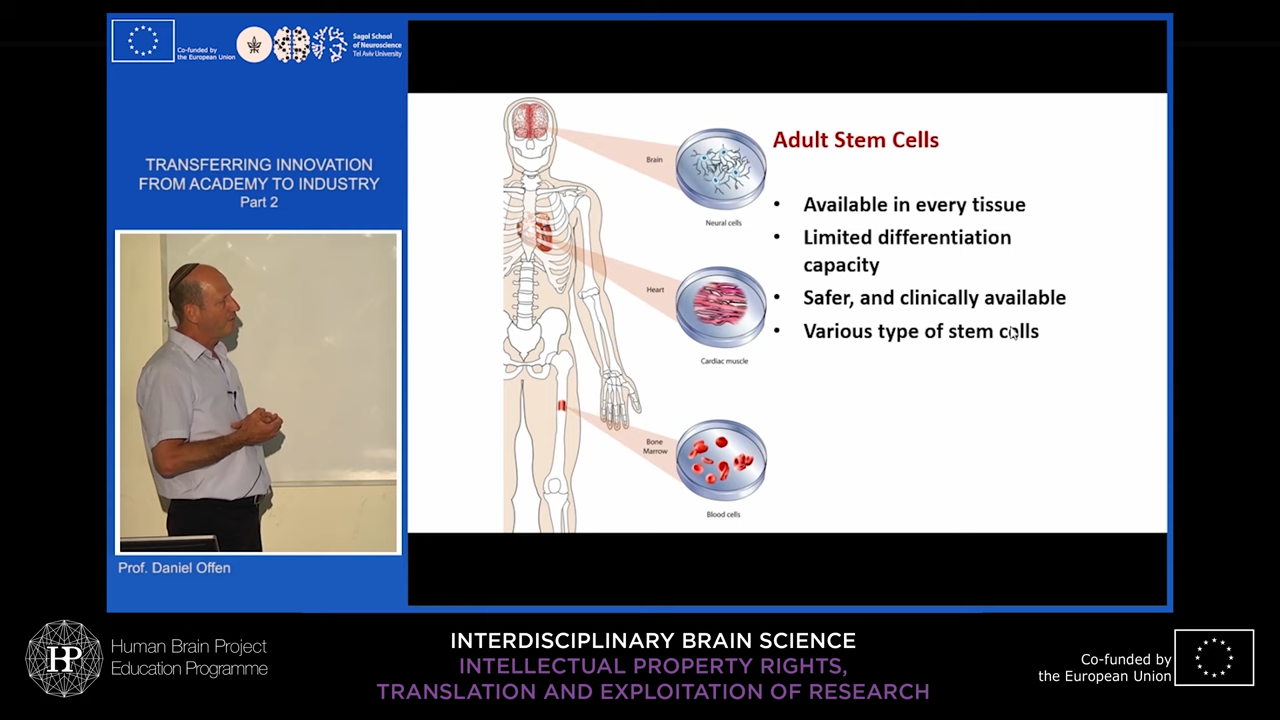 Co-funded by
the European Union
Sagol School
of Neuroscience
Tel Aviv University
TRANSFERRING INNOVATION
FROM ACADEMY TO INDUSTRY
Part 2
Prof. Daniel Offen
Adult Stem Cells
• Available in every tissue
• Limited differentiation
capacity
• Safer, and clinically available
• Various type of stem cells
Brain
Neural cells
Heart
Cardiac muscle
Bone
Marrow
Blood cells
HBP
Human Brain Project
Education Programme
INTERDISCIPLINARY BRAIN SCIENCE
INTELLECTUAL PROPERTY RIGHTS,
TRANSLATION AND EXPLOITATION OF RESEARCH
Co-funded by
the European Union